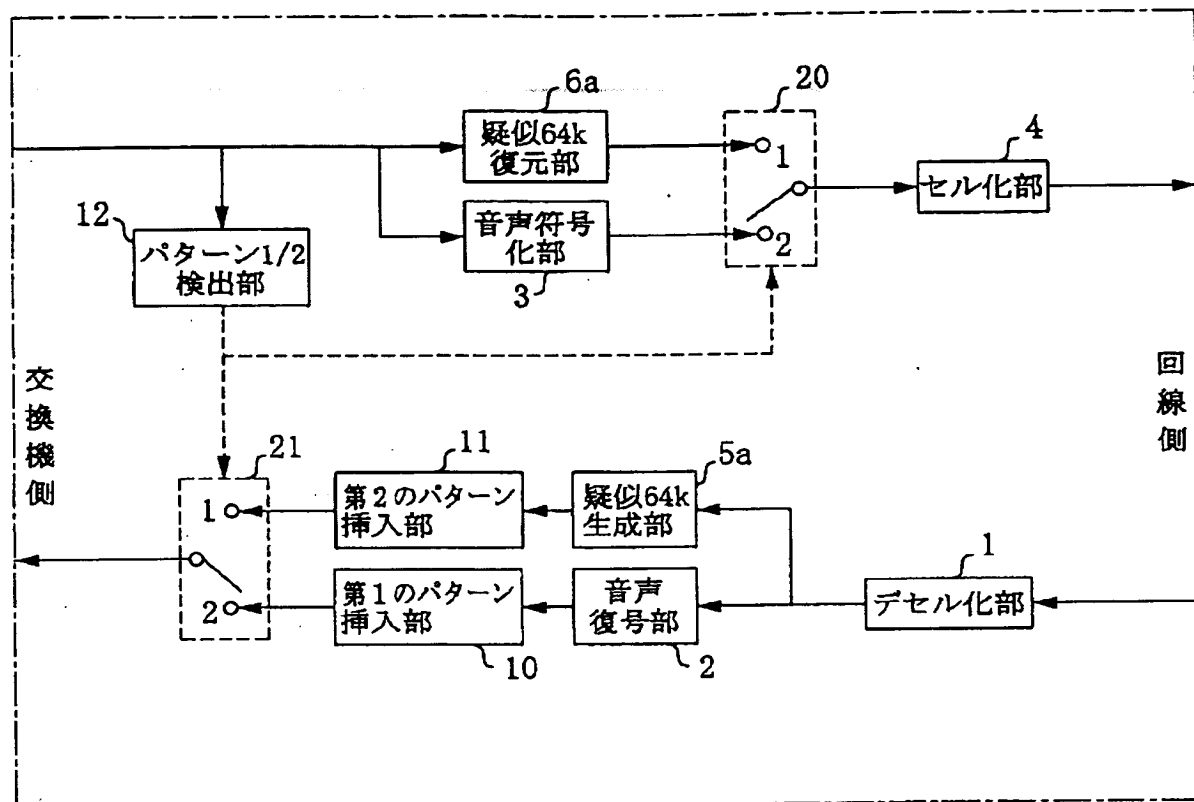 6a
疑似64k
復元部
20
1
2
4
セル化部
12
パターン1/2
検出部
音声符号
化部
3
交換機側
回線側
21
1
2
11
第2のパターン
挿入部
5a
疑似64k
生成部
第1のパターン
挿入部
10
音声
復号部
2
1
デセル化部